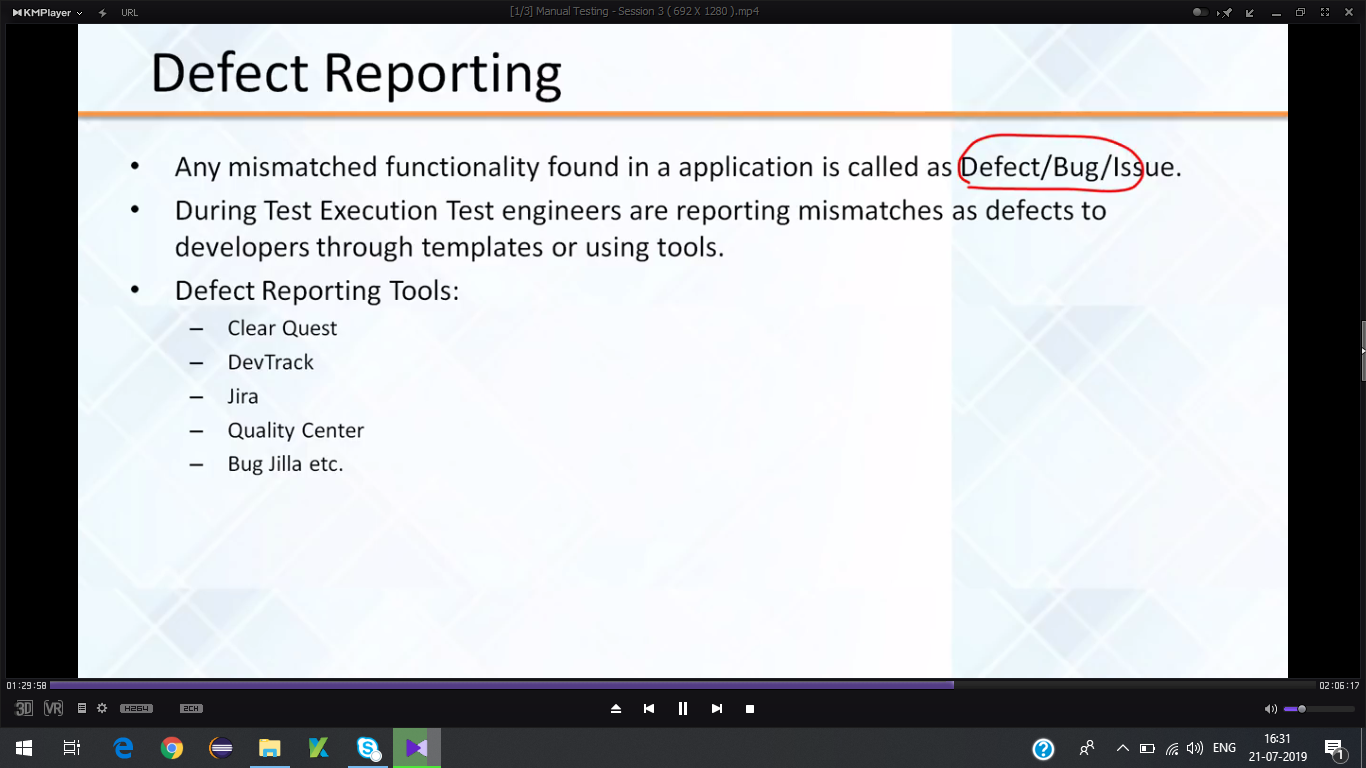 KMPlayer
URL
[1/3] Manual Testing - Session 3 ( 692 X 1280 ).mp4
Defect Reporting
• Any mismatched functionality found in a application is called as Defect/Bug/Issue.
• During Test Execution Test engineers are reporting mismatches as defects to
developers through templates or using tools.
• Defect Reporting Tools:
– Clear Quest
– DevTrack
– Jira
– Quality Center
– Bug Jilla etc.
01:29:58
02:06:17
3D VR H264 2CH
ENG
16:31
21-07-2019
1